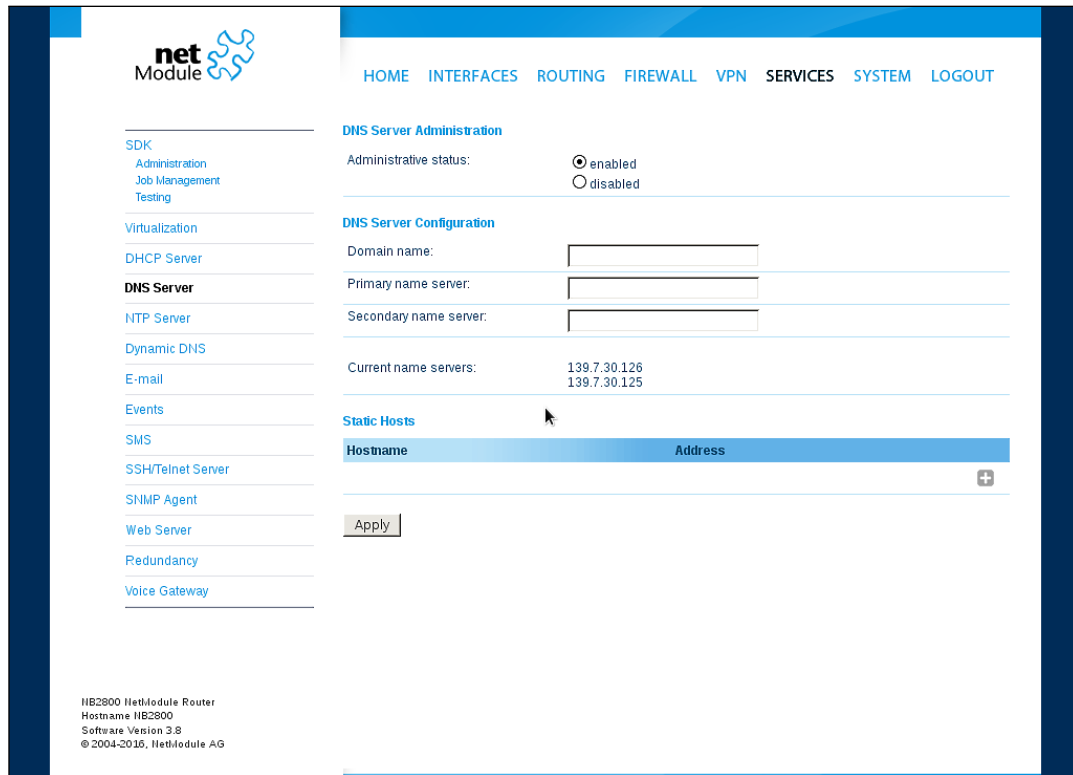 net
Module
HOME INTERFACES ROUTING FIREWALL VPN SERVICES SYSTEM LOGOUT
SDK
Administration
Job Management
Testing
Virtualization
DHCP Server
DNS Server
NTP Server
Dynamic DNS
E-mail
Events
SMS
SSH/Telnet Server
SNMP Agent
Web Server
Redundancy
Voice Gateway
DNS Server Administration
Administrative status:
enabled
disabled
DNS Server Configuration
Domain name:
Primary name server:
Secondary name server:
Current name servers: 139.7.30.126
139.7.30.125
Static Hosts
Hostname Address
Apply
NB2800 NetModule Router
Hostname NB2800
Software Version 3.8
© 2004-2016, NetModule AG